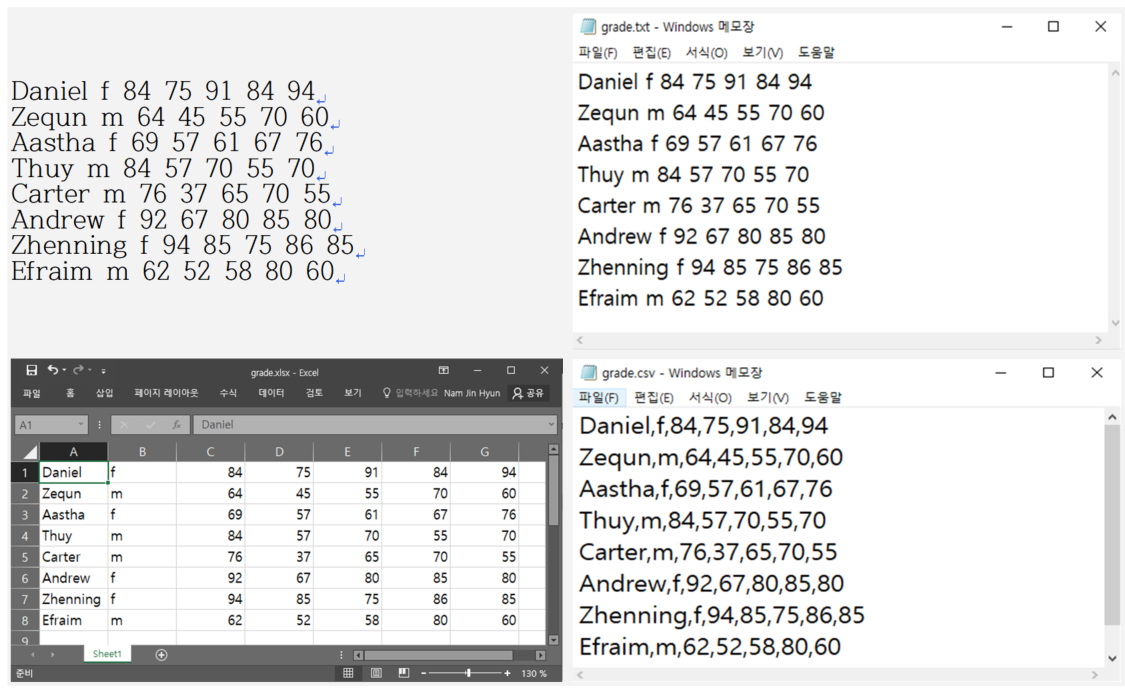 Daniel f 84 75 91 84 94
Zequn m 64 45 55 70 60
Aastha f 69 57 61 67 76
Thuy m 84 57 70 55 70
Carter m 76 37 65 70 55
Andrew f 92 67 80 85 80
Zhenning f 94 85 75 86 85
Efraim m 62 52 58 80 60
grade.txt - Windows 메모장
파일(F) 편집(E) 서식(O) 보기(V) 도움말
Daniel f 84 75 91 84 94
Zequn m 64 45 55 70 60
Aastha f 69 57 61 67 76
Thuy m 84 57 70 55 70
Carter m 76 37 65 70 55
Andrew f 92 67 80 85 80
Zhenning f 94 85 75 86 85
Efraim m 62 52 58 80 60
grade.xlsx - Excel
파일 홈 삽입 페이지 레이아웃 수식 데이터 검토 보기 입력하세요 Nam Jin Hyun 공유
A1 fx Daniel
A B C D E F G
1 Daniel f 84 75 91 84 94
2 Zequn m 64 45 55 70 60
3 Aastha f 69 57 61 67 76
4 Thuy m 84 57 70 55 70
5 Carter m 76 37 65 70 55
6 Andrew f 92 67 80 85 80
7 Zhenning f 94 85 75 86 85
8 Efraim m 62 52 58 80 60
9
Sheet1
준비 130 %
grade.csv - Windows 메모장
파일(F) 편집(E) 서식(O) 보기(V) 도움말
Daniel,f,84,75,91,84,94
Zequn,m,64,45,55,70,60
Aastha,f,69,57,61,67,76
Thuy,m,84,57,70,55,70
Carter,m,76,37,65,70,55
Andrew,f,92,67,80,85,80
Zhenning,f,94,85,75,86,85
Efraim,m,62,52,58,80,60